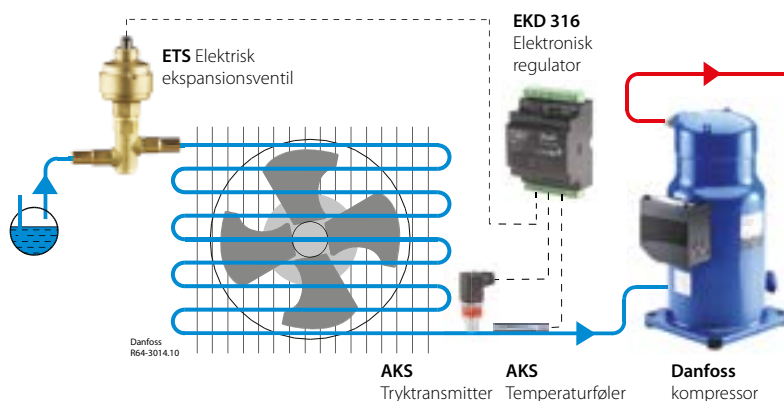 ETS Elektrisk
ekspansionsventil
EKD 316
Elektronisk
regulator
Danfoss
R64-3014.10
AKS
Tryktransmitter
AKS
Temperaturføler
Danfoss
kompressor